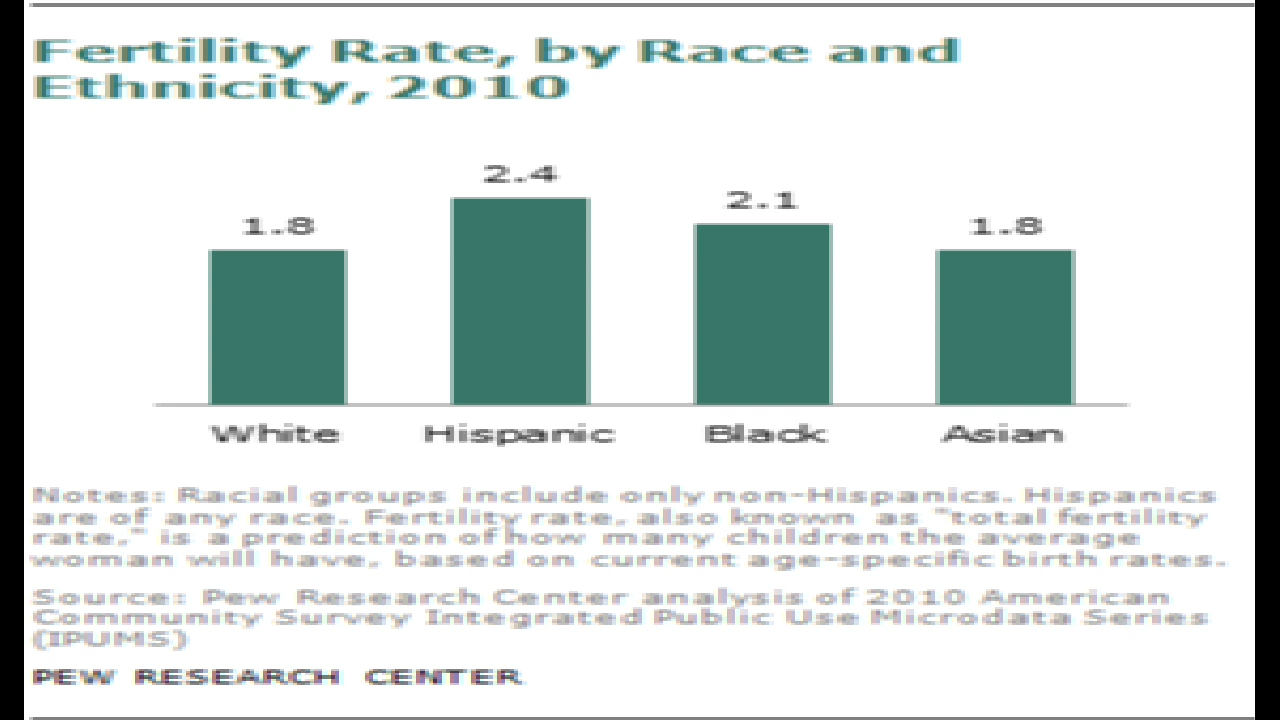 Fertility Rate, by Race and
Ethnicity, 2010
1.8
2.4
2.1
1.8
White
Hispanic
Black
Asian
Notes: Racial groups include only non-Hispanics. Hispanics
are of any race. Fertility rate, also known as "total fertility
rate," is a prediction of how many children the average
woman will have, based on current age-specific birth rates.
Source: Pew Research Center analysis of 2010 American
Community Survey Integrated Public Use Microdata Series
(IPUMS)
PEW RESEARCH CENTER